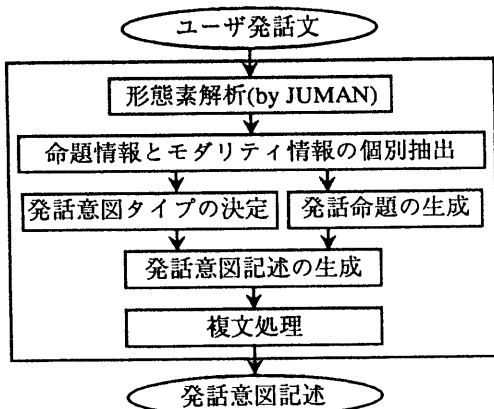 ユーザ発話文
形態素解析(by JUMAN)
命題情報とモダリティ情報の個別抽出
発話意図タイプの決定
発話命題の生成
発話意図記述の生成
複文処理
発話意図記述